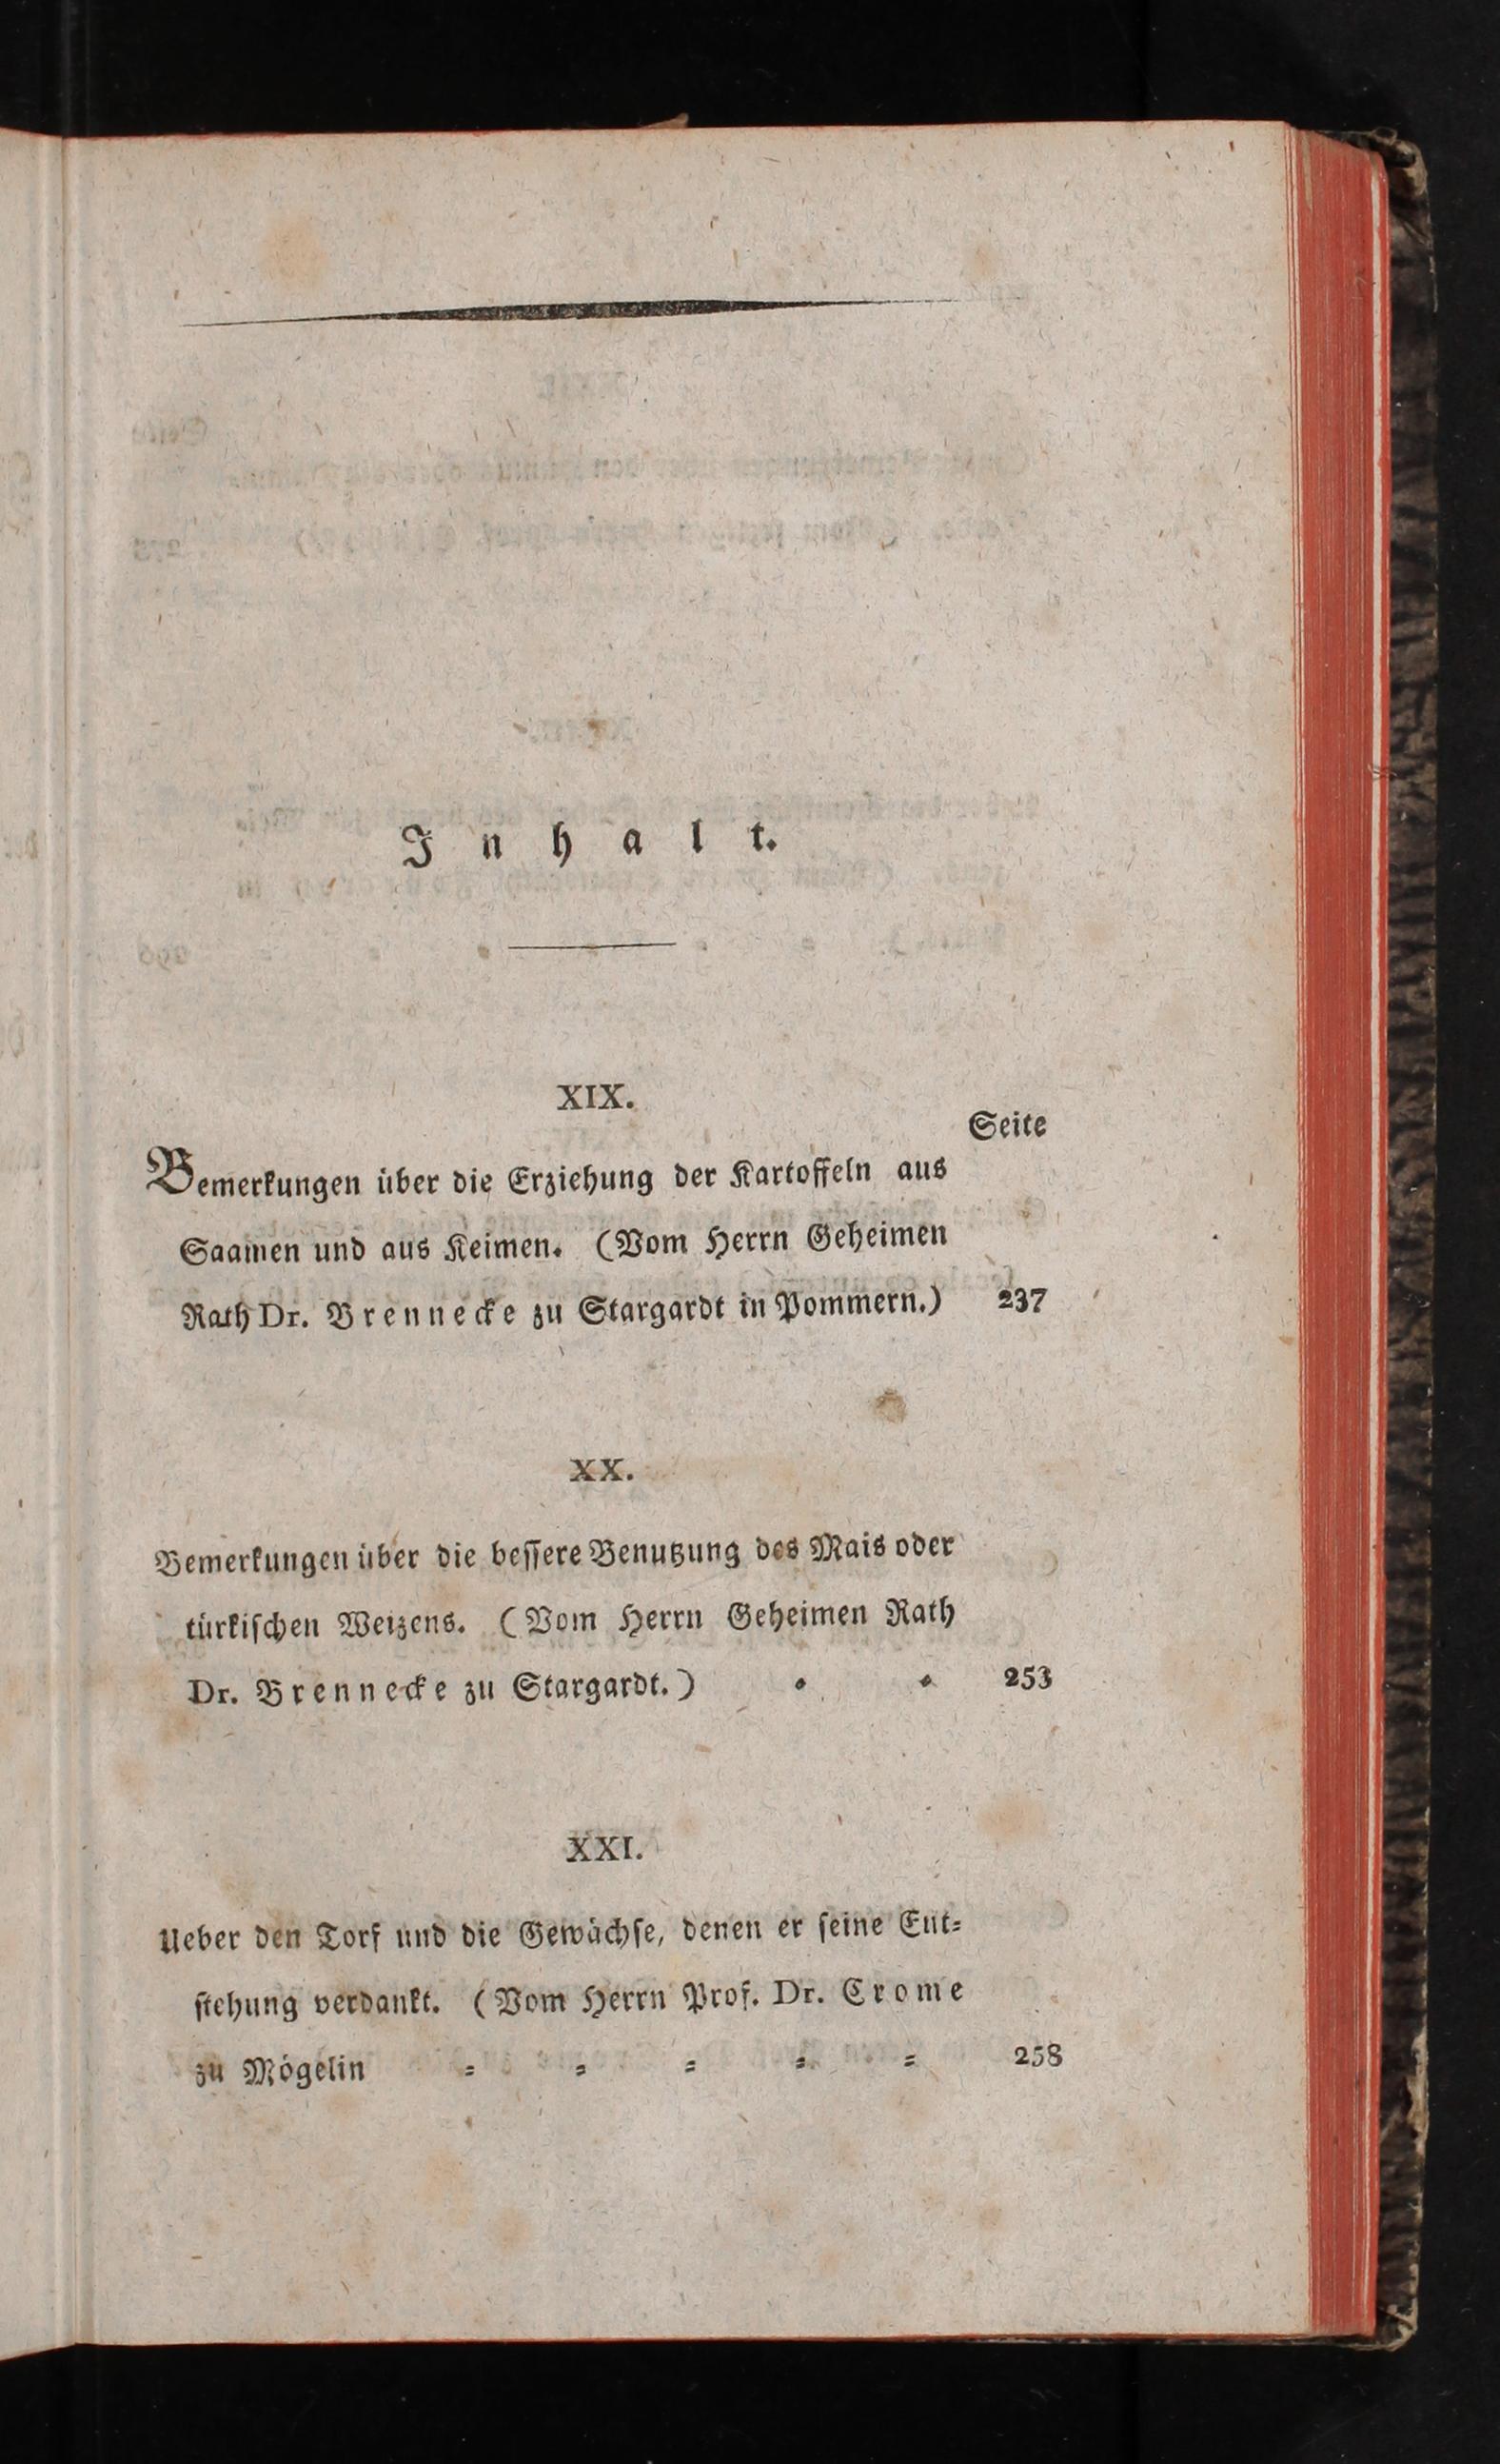 Inhalt.
XIX.
Seite
Bemerkungen über die Erziehung der Kartoffeln aus
Saamen und aus Keimen. (Vom Herrn Geheimen
Rath Dr. Brennecke zu Stargardt in Pommern.) 237
XX.
Bemerkungen über die bessere Benutzung des Mais oder
türkischen Weizens. (Vom Herrn Geheimen Rath
Dr. Brennecke zu Stargardt.) 253
XXI.
Ueber den Torf und die Gewächse, denen er seine Ent-
stehung verdankt. (Vom Herrn Prof. Dr. Crome
zu Mögelin = = = = = 258